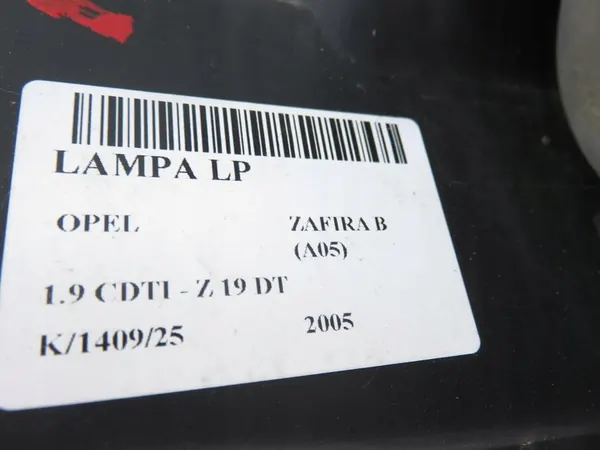 LAMPA LP
OPEL ZAFIRA B
(A05)
1.9 CDTI - Z 19 DT
K/1409/25 2005